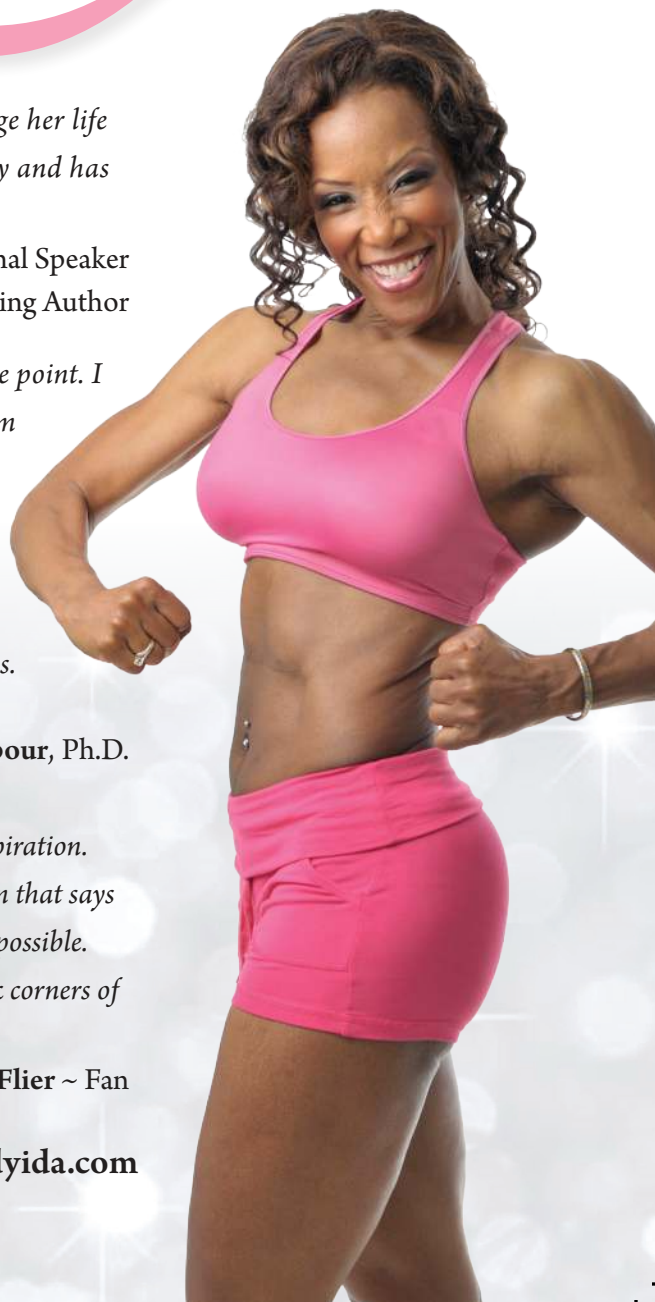 ge her life
y and has
nal Speaker
ing Author
e point. I
n
s.
our, Ph.D.
piration.
n that says
possible.
corners of
Flier ~ Fan
lyida.com